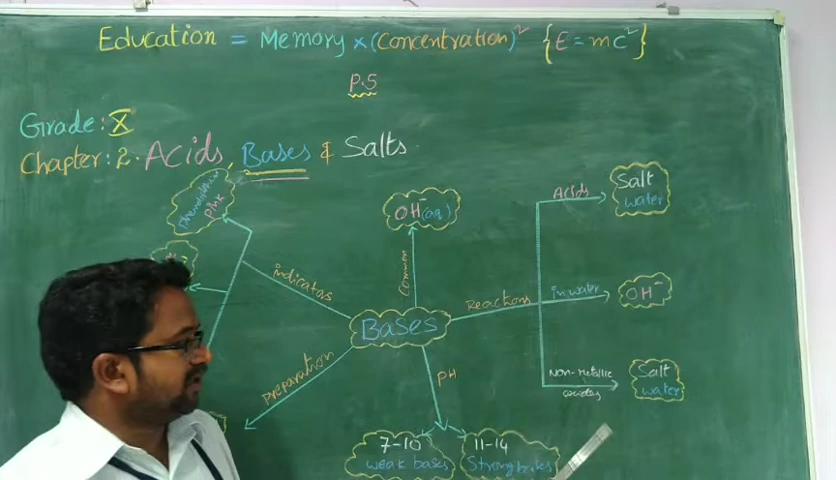 Education = Memory × (Concentration)² {E = mc²}
P.5
Grade: X
Chapter: 2. Acids Bases & Salts
pink
OH⁻(aq)
Common
indicators
preparation
Bases
PH
7-10
weak bases
11-14
Strong bases
Reactions
Acids
Salt
water
in water
OH⁻
Non-metallic
oxides
Salt
water